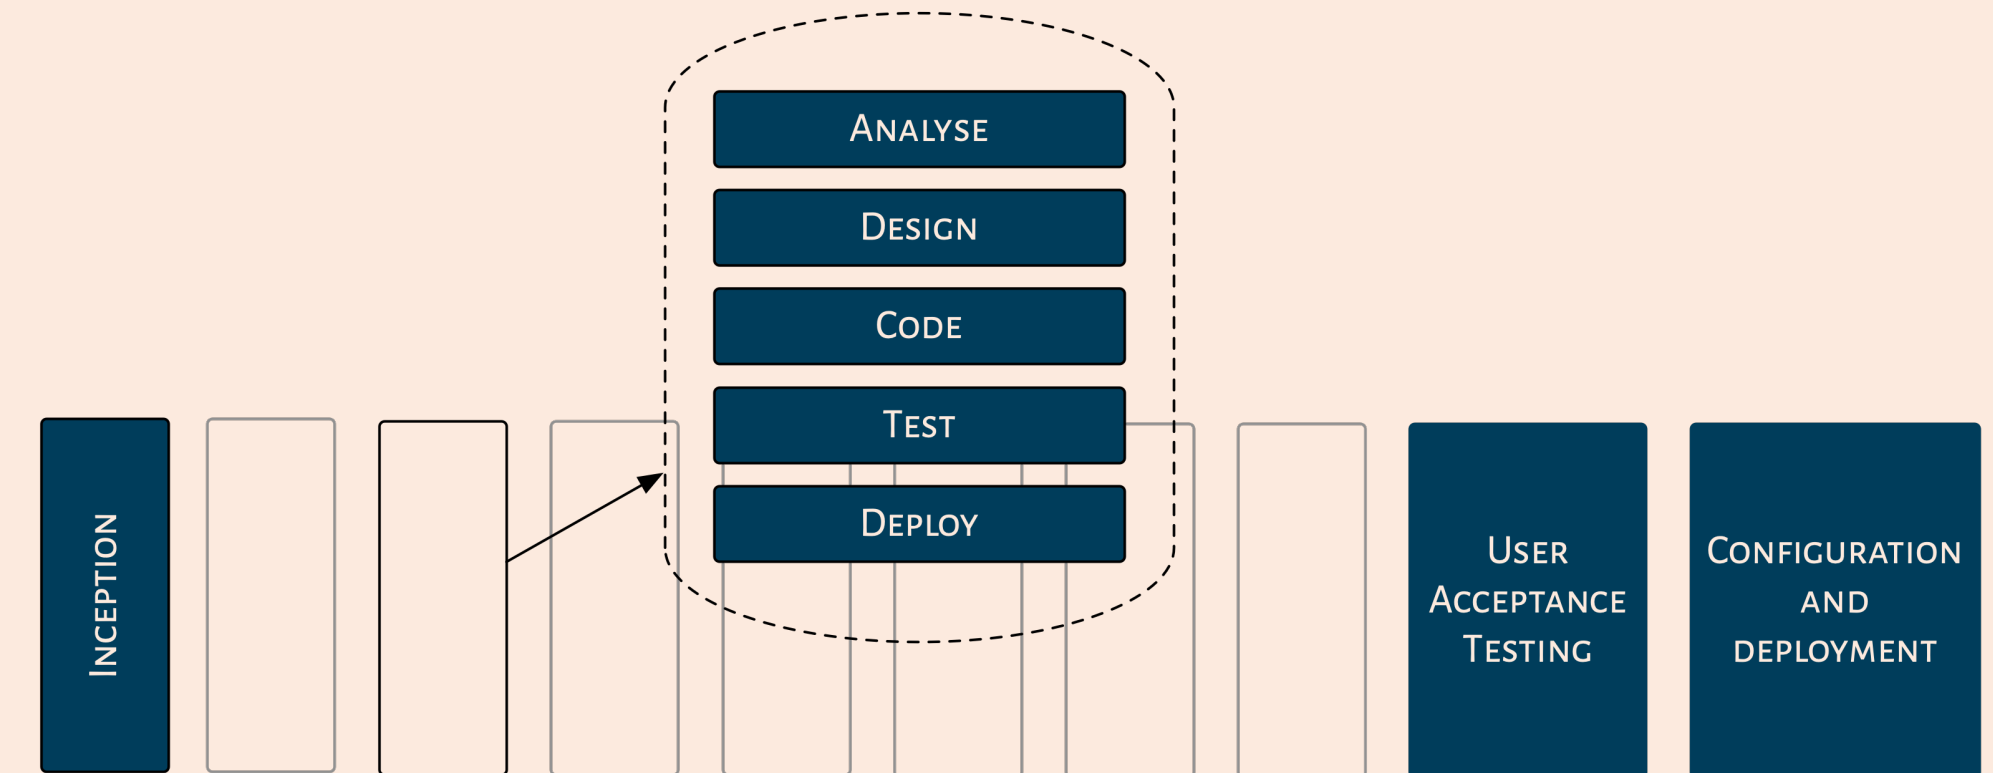 Analyse
Design
Code
Test
Deploy
Inception
User
Acceptance
Testing
Configuration
and
deployment